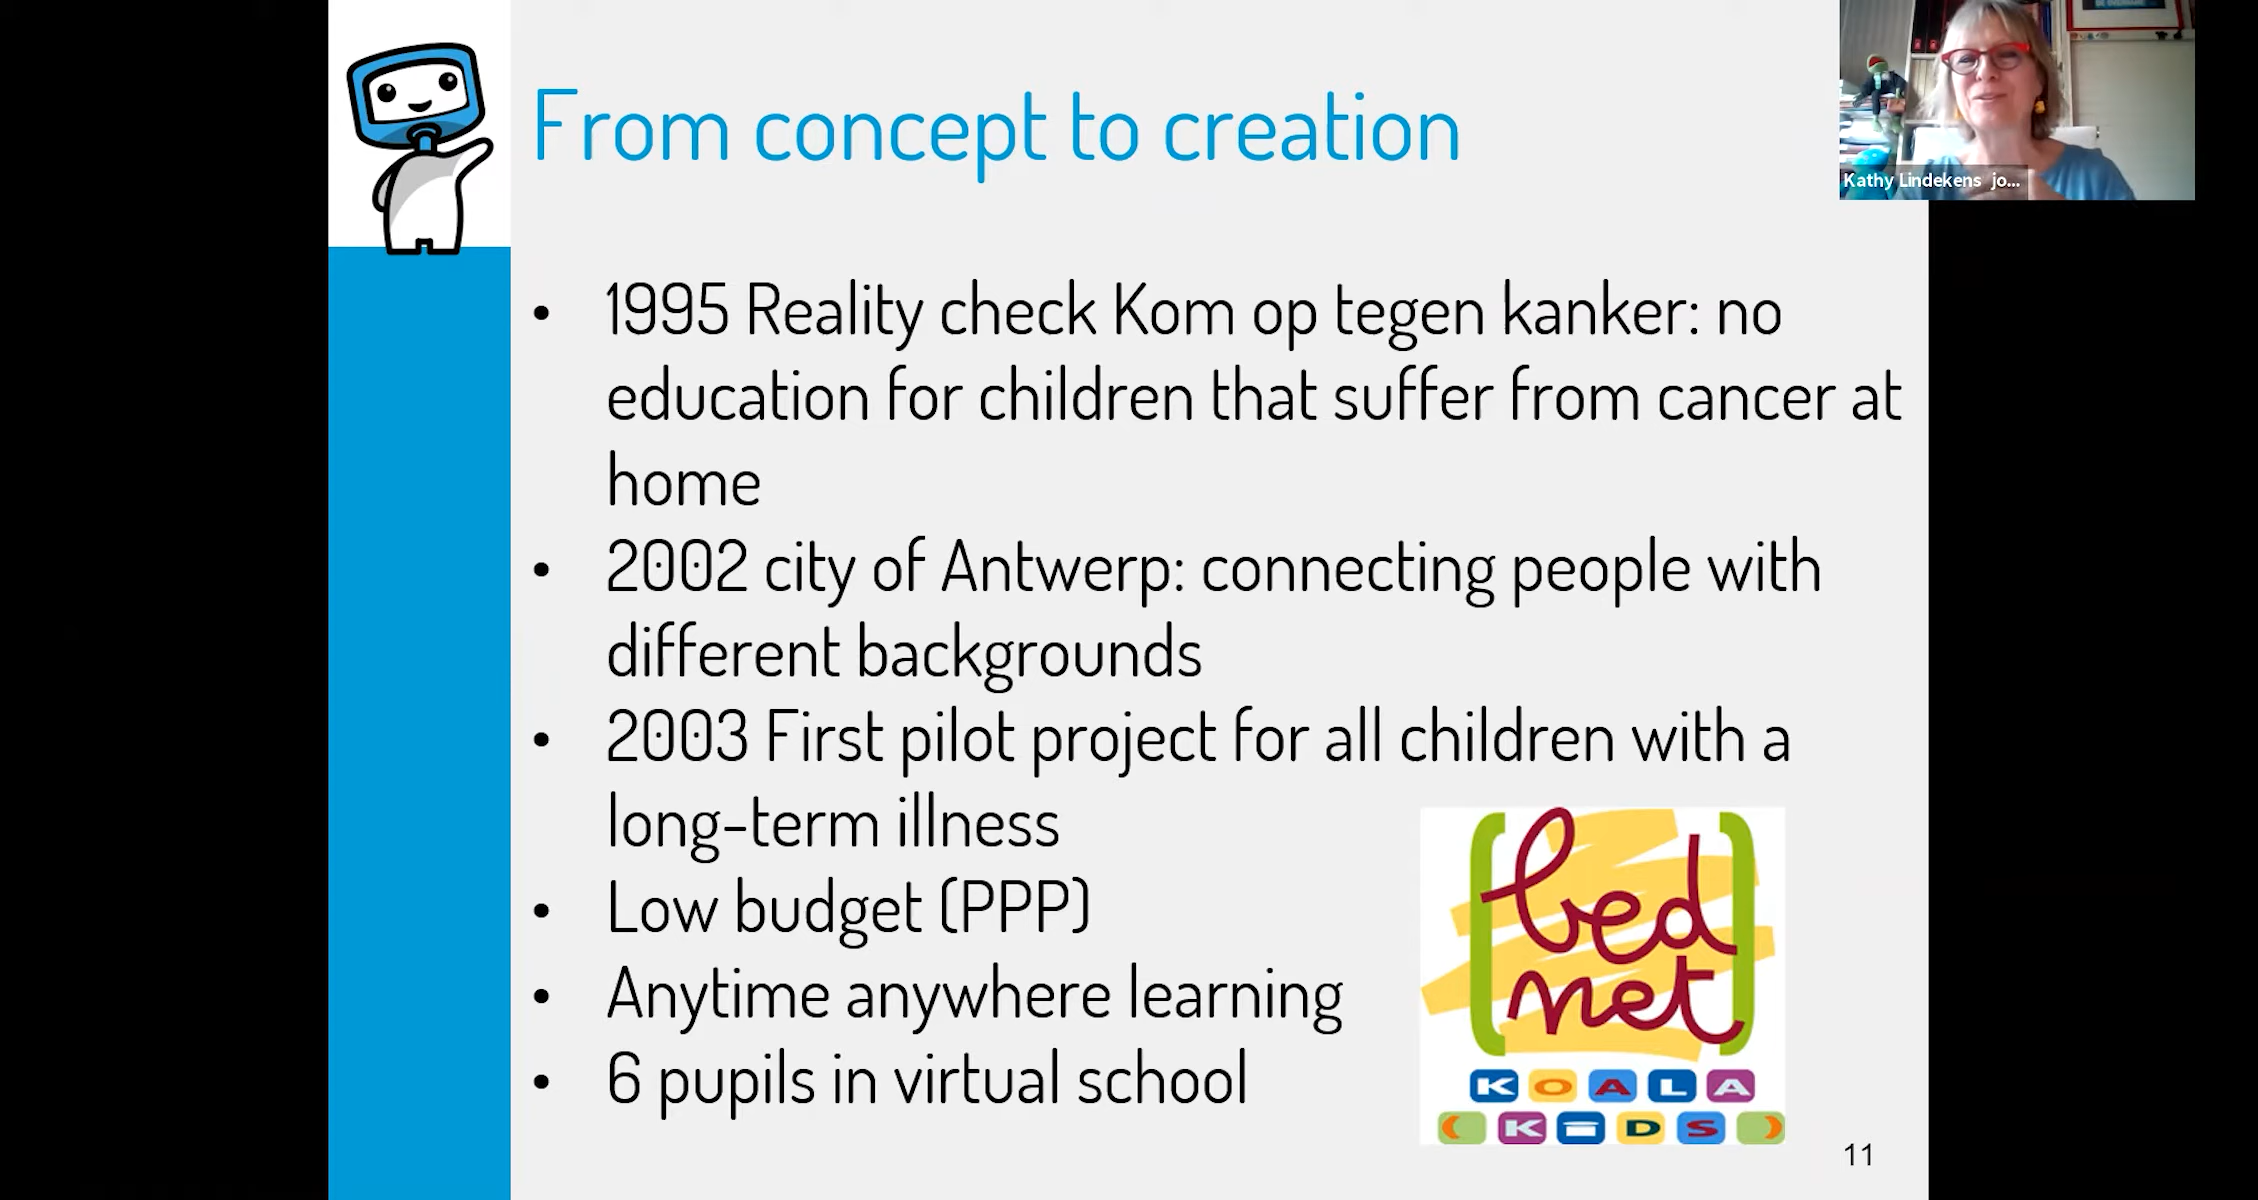 From concept to creation
Kathy Lindekens jo...
• 1995 Reality check Kom op tegen kanker: no
education for children that suffer from cancer at
home
• 2002 city of Antwerp: connecting people with
different backgrounds
• 2003 First pilot project for all children with a
long-term illness
• Low budget (PPP)
• Anytime anywhere learning
• 6 pupils in virtual school
[bed
net]
KOALA
(KiDS)
11